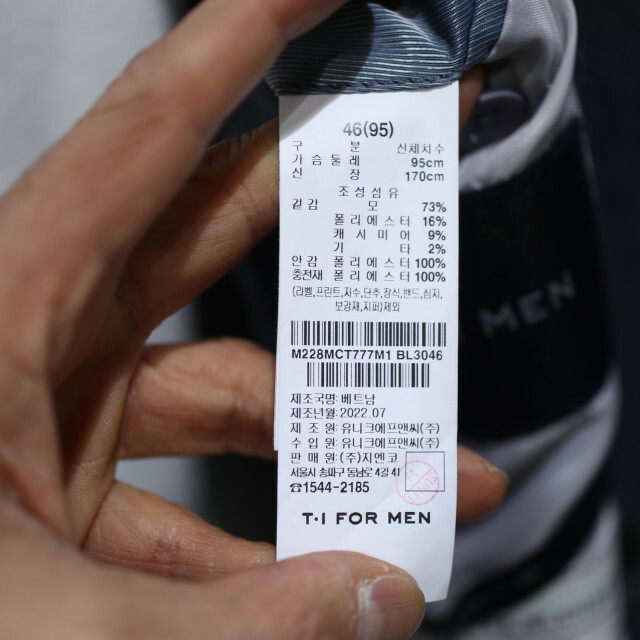 46(95)
구 분 신체치수
가슴둘레 95cm
신 장 170cm
조성섬유
겉감 모 73%
폴리에스터 16%
캐시미어 9%
기 타 2%
안감 폴리에스터 100%
충전재 폴리에스터 100%
(라벨,프린트,자수,단추,장식,밴드,심지,
보강재,지퍼)제외
M228MCT777M1 BL3046
제조국명:베트남
제조년월:2022.07
제 조 원:유니크에프앤씨(주)
수 입 원:유니크에프앤씨(주)
판 매 원:(주)지엔코
서울시 송파구 동남로 4길 41
☎1544-2185
T·I FOR MEN
MEN